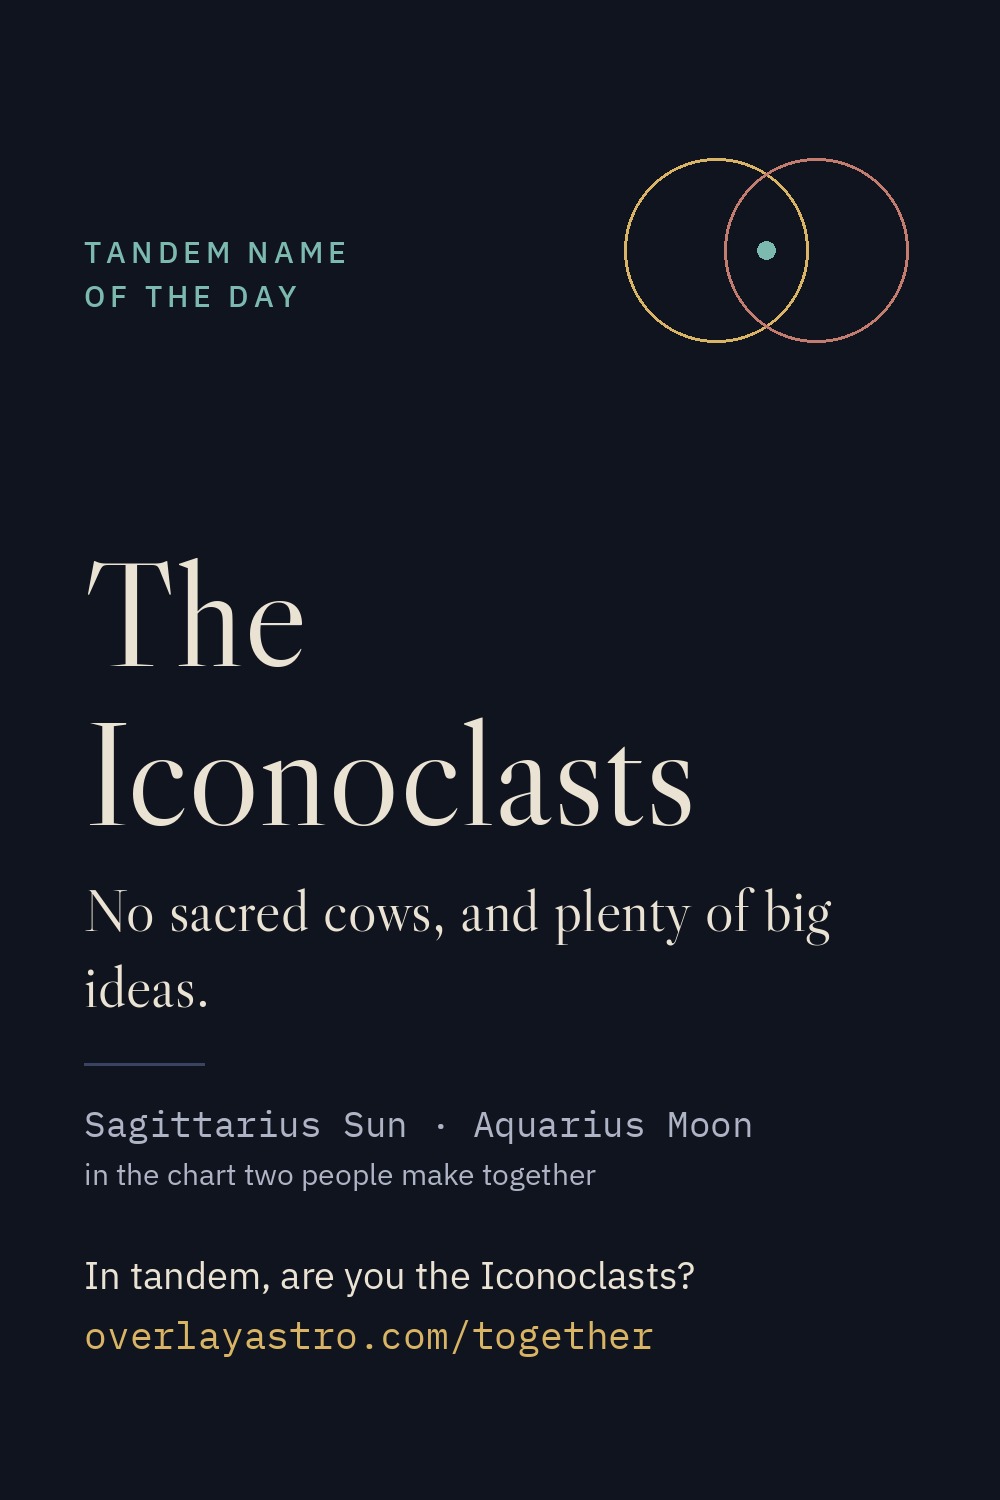 TANDEM NAME
OF THE DAY
The
Iconoclasts
No sacred cows, and plenty of big
ideas.
Sagittarius Sun · Aquarius Moon
in the chart two people make together
In tandem, are you the Iconoclasts?
overlayastro.com/together